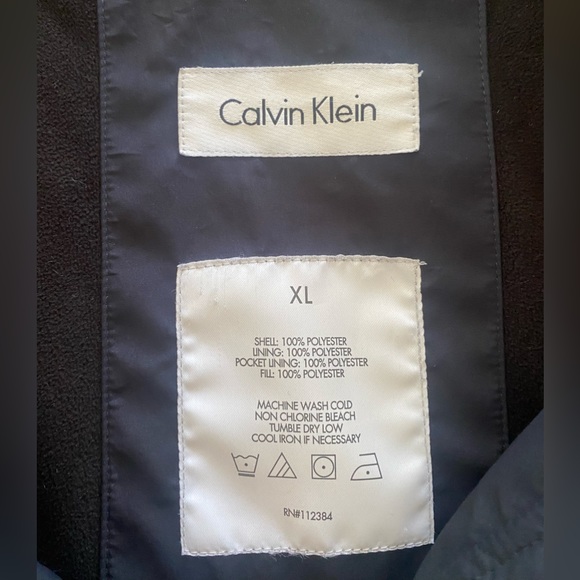 Calvin Klein
XL
SHELL: 100% POLYESTER
LINING: 100% POLYESTER
POCKET LINING: 100% POLYESTER
FILL: 100% POLYESTER
MACHINE WASH COLD
NON CHLORINE BLEACH
TUMBLE DRY LOW
COOL IRON IF NECESSARY
RN#112384